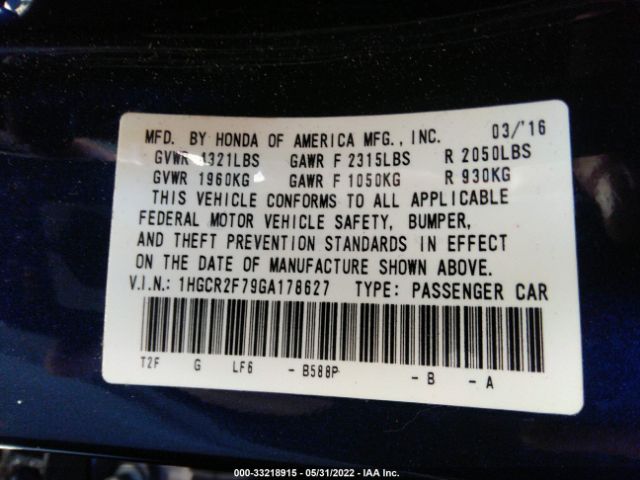 MFD. BY HONDA OF AMERICA MFG., INC. 03/'16
GVWR 4321LBS GAWR F 2315LBS R 2050LBS
GVWR 1960KG GAWR F 1050KG R 930KG
THIS VEHICLE CONFORMS TO ALL APPLICABLE
FEDERAL MOTOR VEHICLE SAFETY, BUMPER,
AND THEFT PREVENTION STANDARDS IN EFFECT
ON THE DATE OF MANUFACTURE SHOWN ABOVE.
V.I.N.: 1HGCR2F79GA178627 TYPE: PASSENGER CAR
T2F G LF6 - B588P - B - A
000-33218915 - 05/31/2022 - IAA Inc.